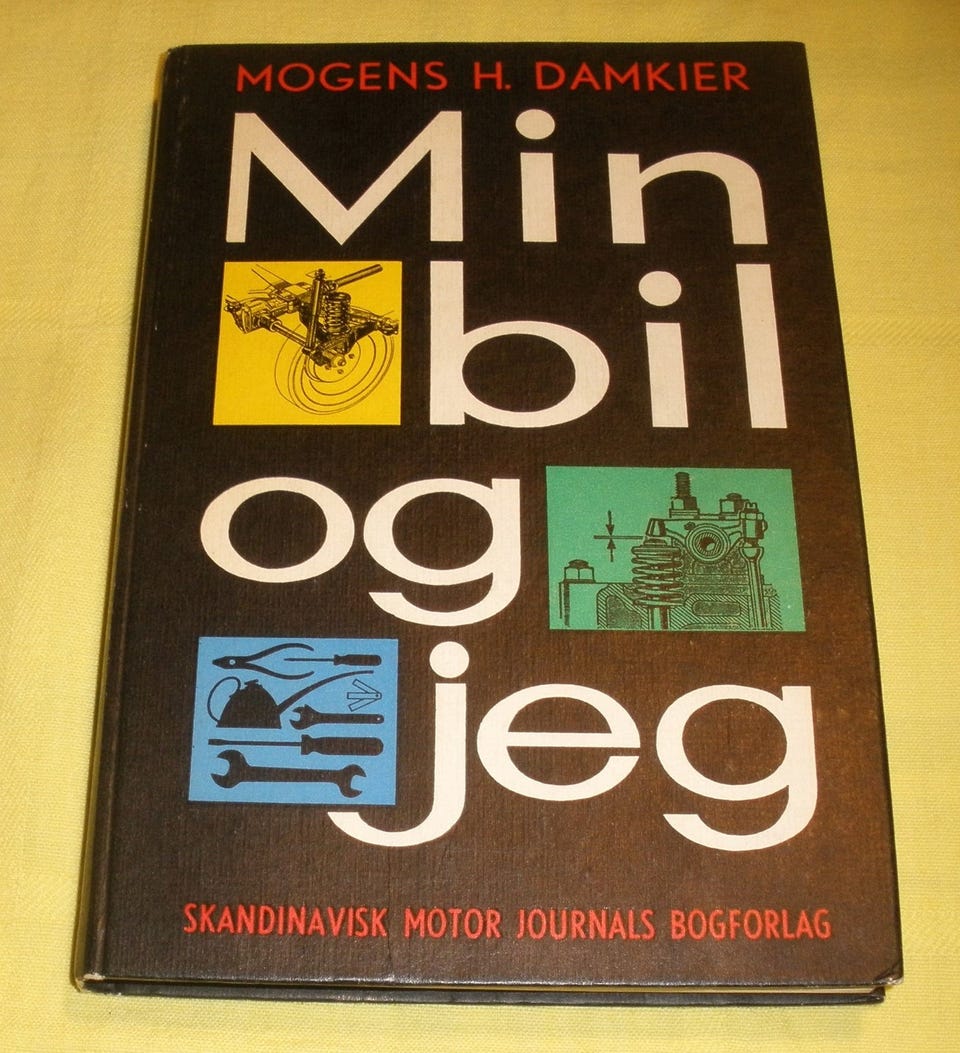 MOGENS H. DAMKIER
Min
bil
og
jeg
SKANDINAVISK MOTOR JOURNALS BOGFORLAG